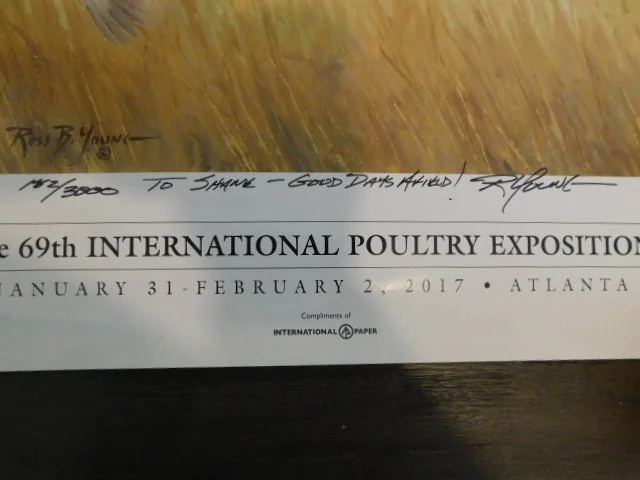 Ross B. Young
©
182/3000 To Shane - Good Days Afield! R Young
e 69th INTERNATIONAL POULTRY EXPOSITION
JANUARY 31-FEBRUARY 2, 2017 • ATLANTA
Compliments of
INTERNATIONAL PAPER